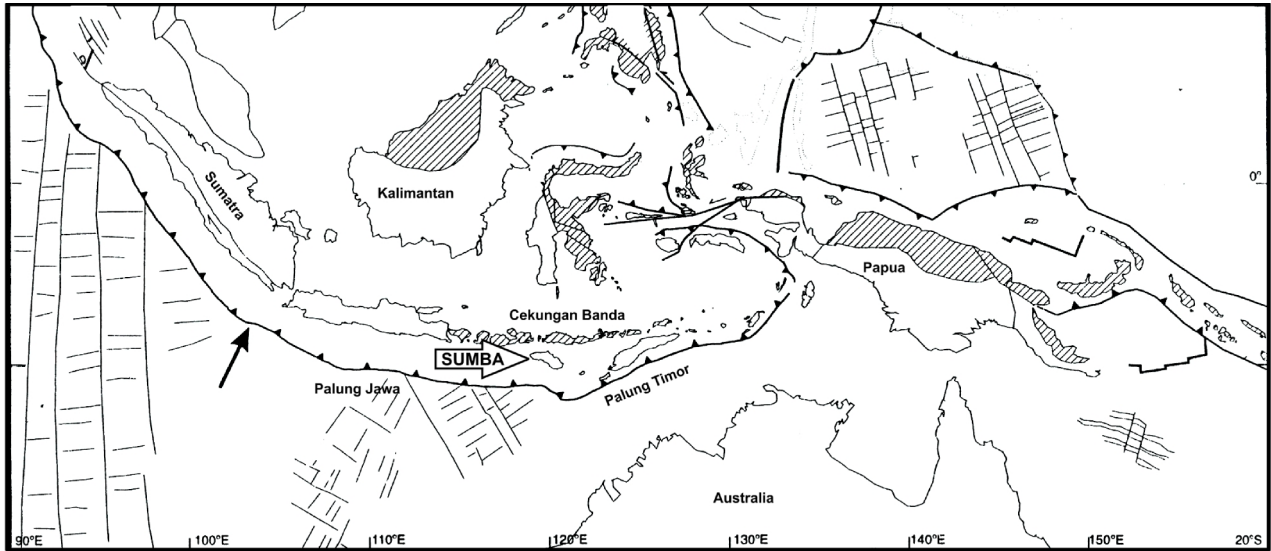 0°
Kalimantan
Sumatra
Papua
Cekungan Banda
SUMBA
Palung Jawa
Palung Timor
Australia
90°E
100°E
110°E
120°E
130°E
140°E
150°E
20°S